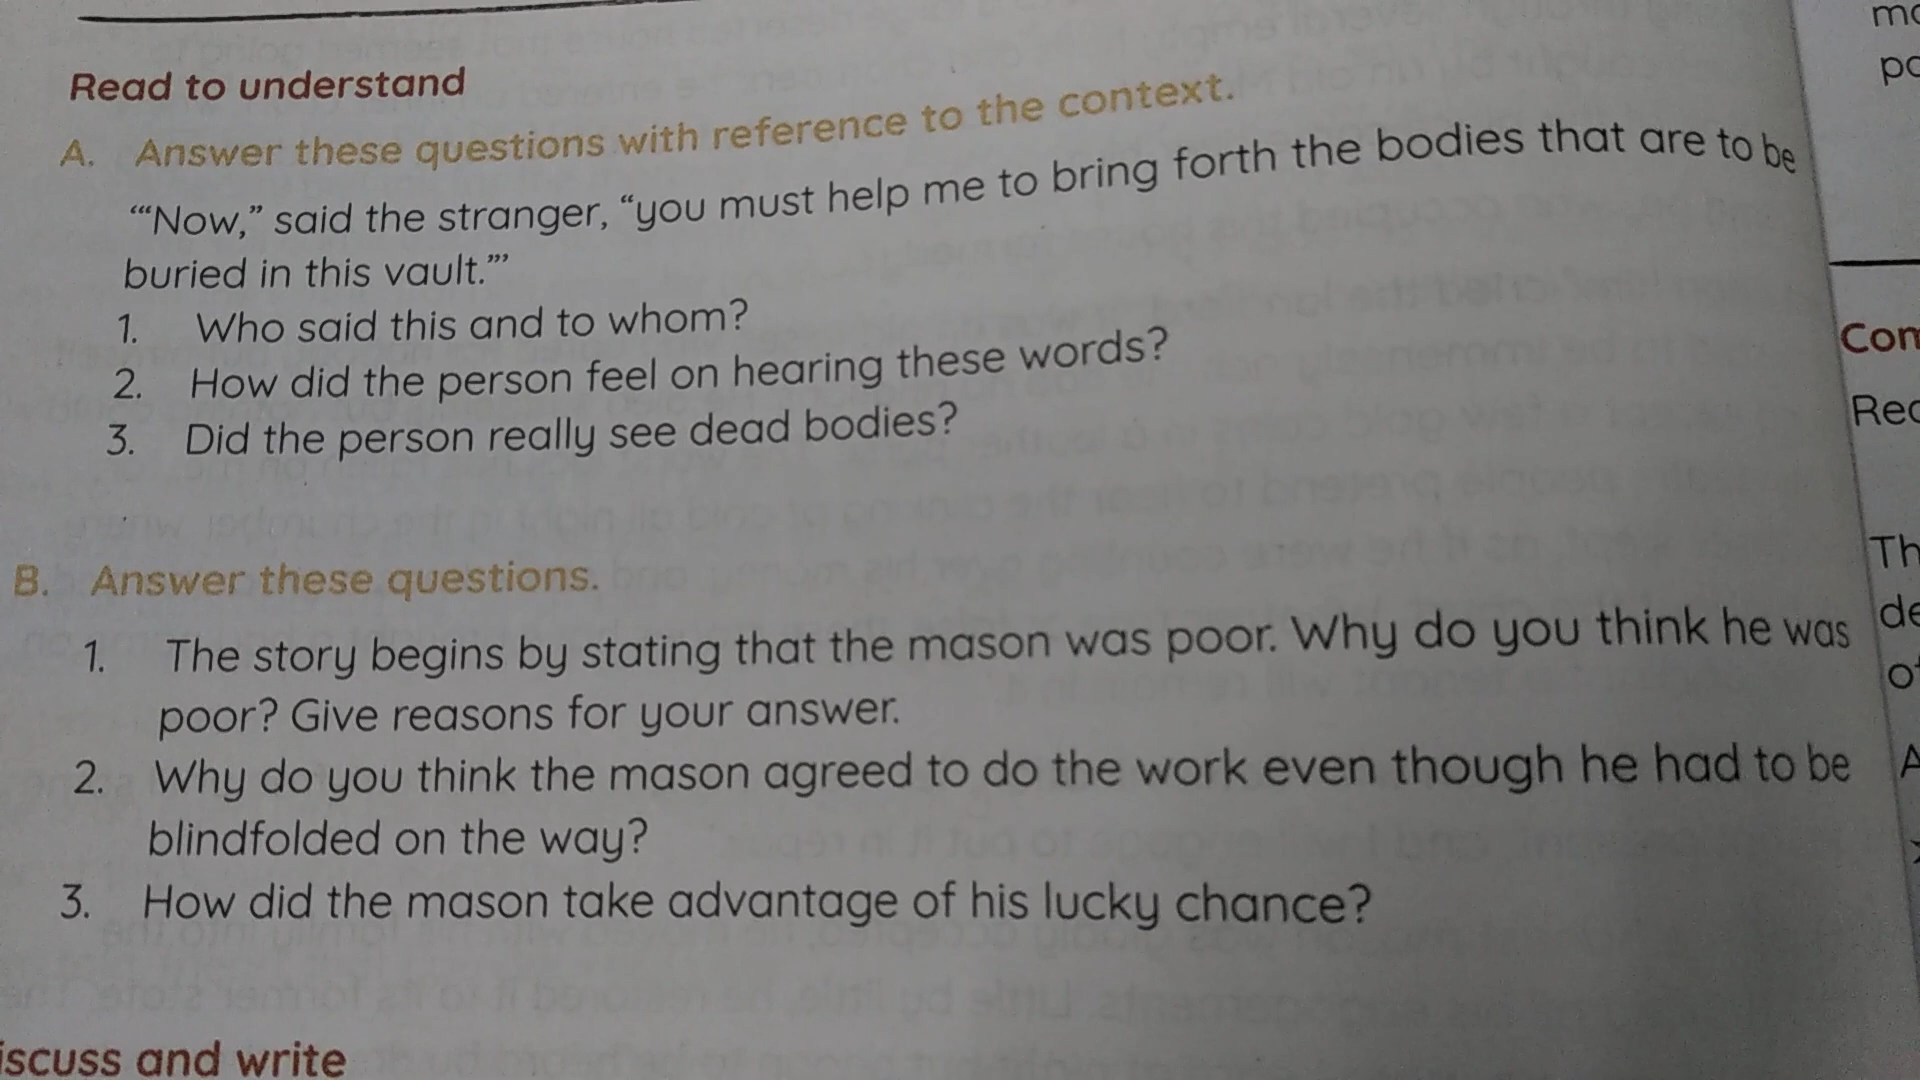 Read to understand
A. Answer these questions with reference to the context.
"'Now,' said the stranger, "you must help me to bring forth the bodies that are to be
buried in this vault."'
1. Who said this and to whom?
2. How did the person feel on hearing these words?
3. Did the person really see dead bodies?
B. Answer these questions.
1. The story begins by stating that the mason was poor. Why do you think he was
poor? Give reasons for your answer.
2. Why do you think the mason agreed to do the work even though he had to be
blindfolded on the way?
3. How did the mason take advantage of his lucky chance?
iscuss and write